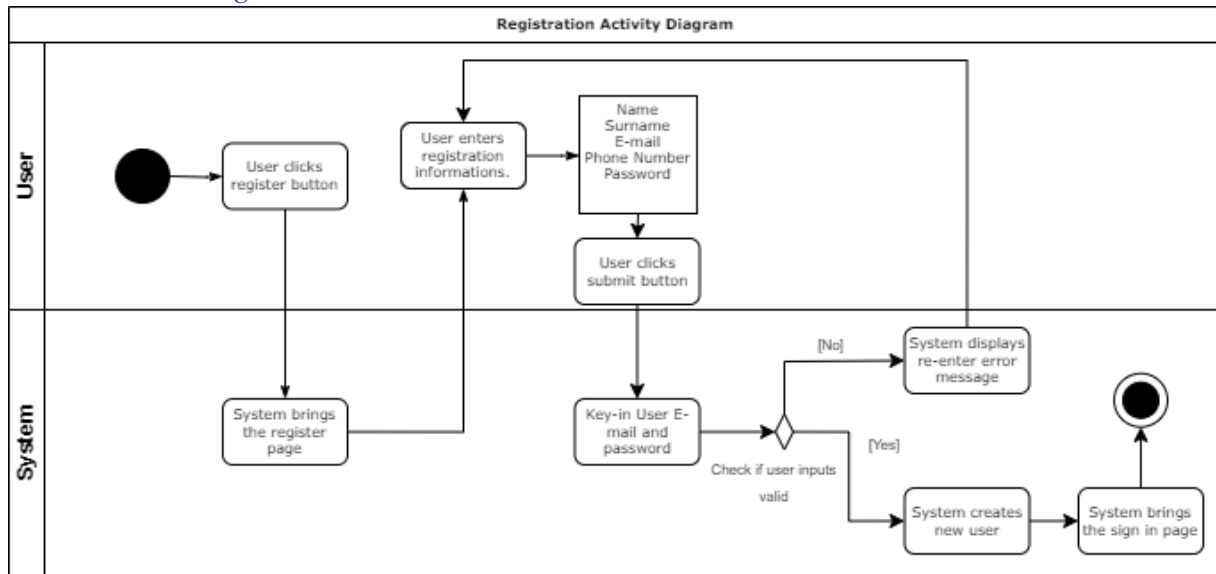 Registration Activity Diagram
User
User clicks
register button
User enters
registration
informations.
Name
Surname
E-mail
Phone Number
Password
User clicks
submit button
System
System brings
the register
page
Key-in User E-
mail and
password
Check if user inputs
valid
[No]
System displays
re-enter error
message
[Yes]
System creates
new user
System brings
the sign in page